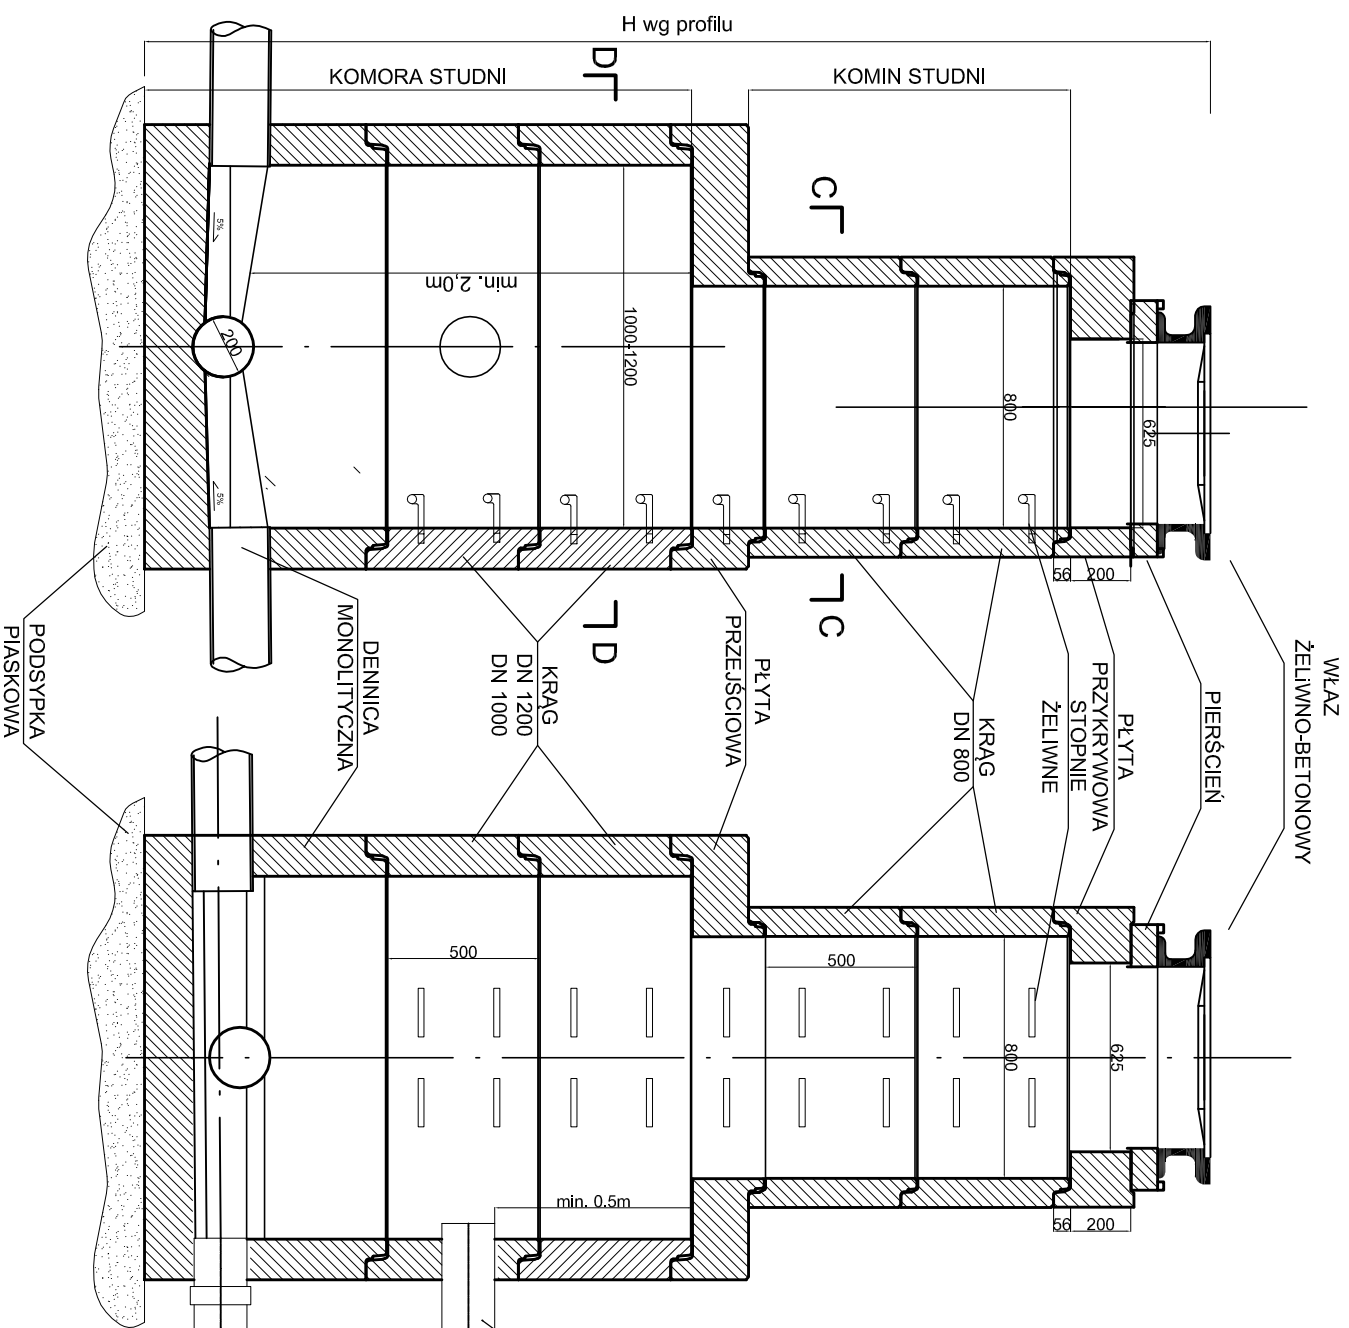 H wg profilu
KOMORA STUDNI
KOMIN STUDNI
D
C
5%
min. 2,0m
200
1000-1200
800
625
5%
56
200
D
C
WŁAZ
ŻELIWNO-BETONOWY
PIERŚCIEŃ
PŁYTA
PRZYKRYWOWA
STOPNIE
ŻELIWNE
KRĄG
DN 800
PŁYTA
PRZEJŚCIOWA
KRĄG
DN 1200
DN 1000
DENNICA
MONOLITYCZNA
PODSYPKA
PIASKOWA
500
500
800
625
min. 0.5m
56
200